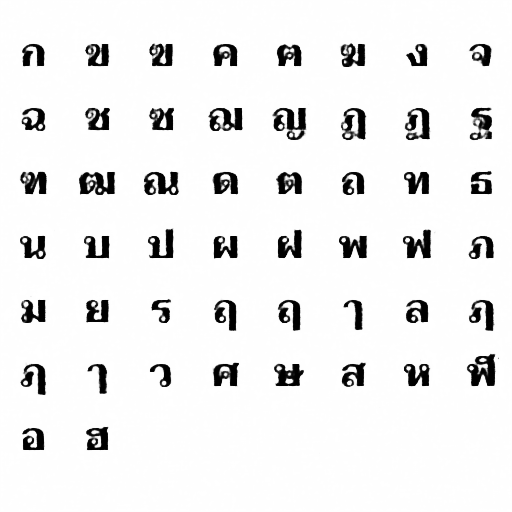 ก ข ฃ ค ฅ ฆ ง จ
ฉ ช ซ ฌ ญ ฎ ฏ ฐ
ฑ ฒ ณ ด ต ถ ท ธ
น บ ป ผ ฝ พ ฟ ภ
ม ย ร ฤ ฤ ๅ ล ฦ
ฦ ๅ ว ศ ษ ส ห ฬ
อ ฮ